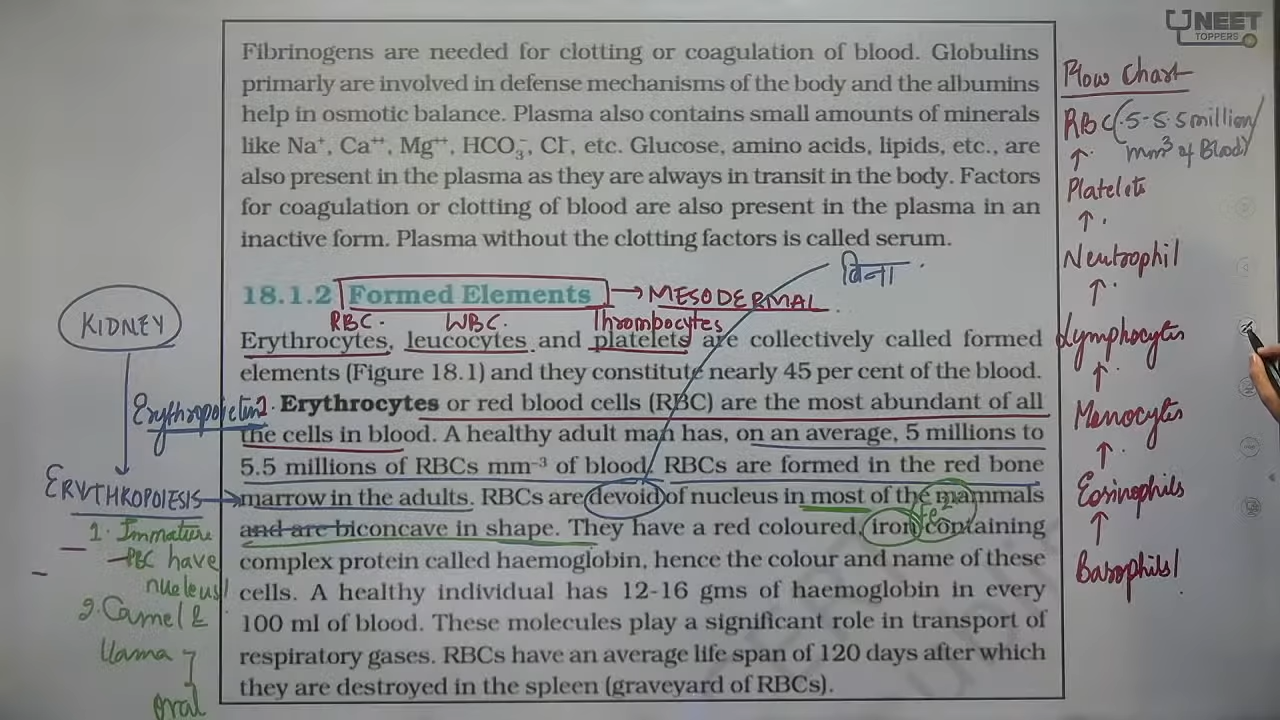 UNEET
TOPPERS
Fibrinogens are needed for clotting or coagulation of blood. Globulins
primarily are involved in defense mechanisms of the body and the albumins
help in osmotic balance. Plasma also contains small amounts of minerals
like Na⁺, Ca⁺⁺, Mg⁺⁺, HCO₃⁻, Cl⁻, etc. Glucose, amino acids, lipids, etc., are
also present in the plasma as they are always in transit in the body. Factors
for coagulation or clotting of blood are also present in the plasma in an
inactive form. Plasma without the clotting factors is called serum.
बिना
18.1.2 Formed Elements → MESODERMAL
RBC. WBC. Thrombocytes
Erythrocytes, leucocytes and platelets are collectively called formed
elements (Figure 18.1) and they constitute nearly 45 per cent of the blood.
1. Erythrocytes or red blood cells (RBC) are the most abundant of all
the cells in blood. A healthy adult man has, on an average, 5 millions to
5.5 millions of RBCs mm⁻³ of blood. RBCs are formed in the red bone
marrow in the adults. RBCs are devoid of nucleus in most of the mammals
and are biconcave in shape. They have a red coloured, iron containing
Fe²⁺
complex protein called haemoglobin, hence the colour and name of these
cells. A healthy individual has 12-16 gms of haemoglobin in every
100 ml of blood. These molecules play a significant role in transport of
respiratory gases. RBCs have an average life span of 120 days after which
they are destroyed in the spleen (graveyard of RBCs).
KIDNEY
Erythropoietin
ERYTHROPOIESIS →
1. Immature
RBC have
nucleus
2. Camel &
Llama
oval
Flow Chart
RBC (5-5.5 million/
mm³ of Blood)
↑
Platelets
↑
Neutrophil
↑
Lymphocytes
↑
Monocytes
↑
Eosinophils
↑
Basophils